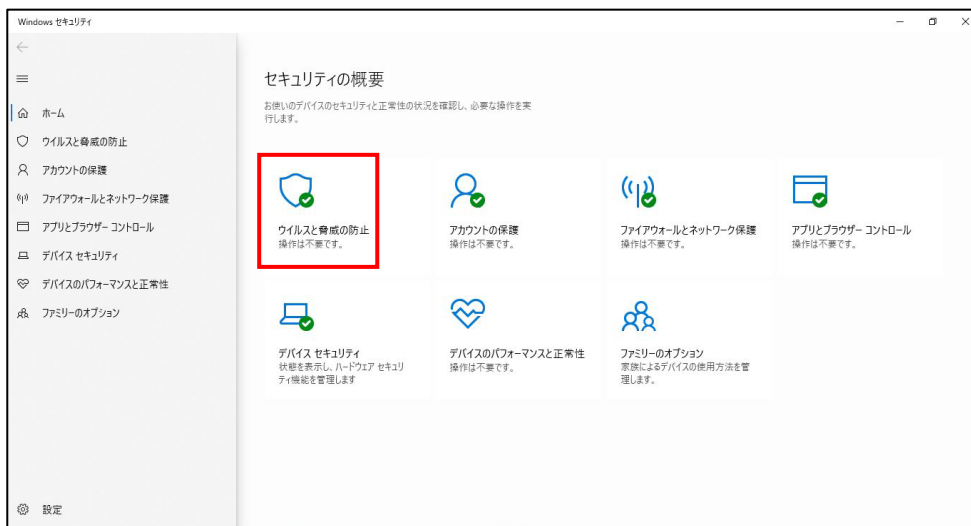 Windows セキュリティ
ホーム
ウイルスと脅威の防止
アカウントの保護
ファイアウォールとネットワーク保護
アプリとブラウザー コントロール
デバイス セキュリティ
デバイスのパフォーマンスと正常性
ファミリーのオプション
設定
セキュリティの概要
お使いのデバイスのセキュリティと正常性の状況を確認し、必要な操作を実
行します。
ウイルスと脅威の防止
操作は不要です。
アカウントの保護
操作は不要です。
ファイアウォールとネットワーク保護
操作は不要です。
アプリとブラウザー コントロール
操作は不要です。
デバイス セキュリティ
状態を表示し、ハードウェア セキュリ
ティ機能を管理します
デバイスのパフォーマンスと正常性
操作は不要です。
ファミリーのオプション
家族によるデバイスの使用方法を管
理します。